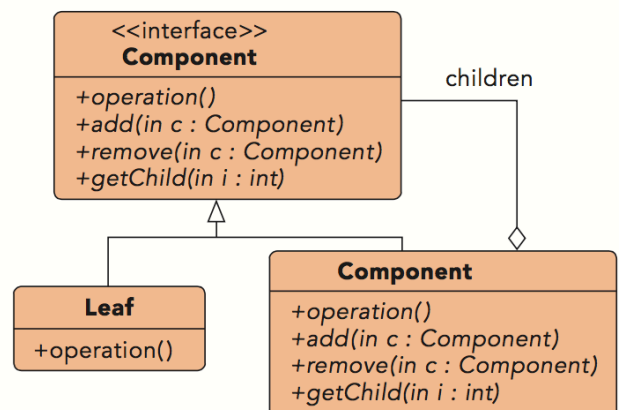 <<interface>>
Component
+operation()
+add(in c : Component)
+remove(in c : Component)
+getChild(in i : int)
children
Leaf
+operation()
Component
+operation()
+add(in c : Component)
+remove(in c : Component)
+getChild(in i : int)